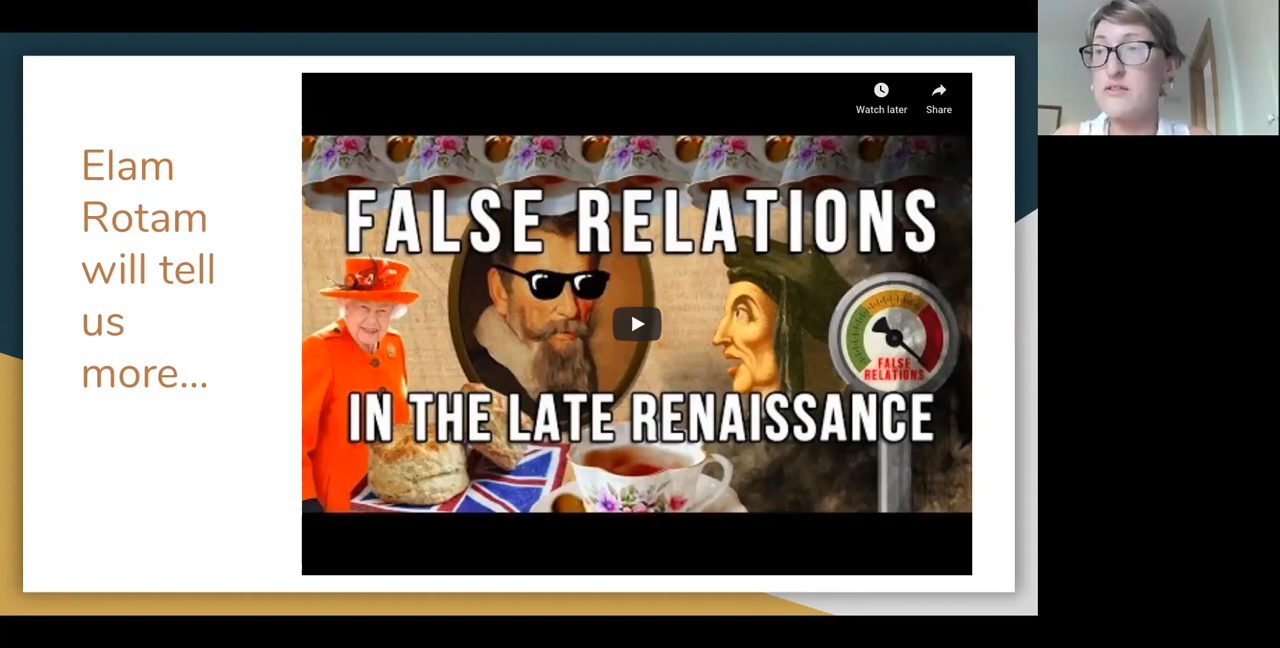 Elam
Rotam
will tell
us
more...
Watch later
Share
FALSE RELATIONS
FALSE
RELATIONS
IN THE LATE RENAISSANCE